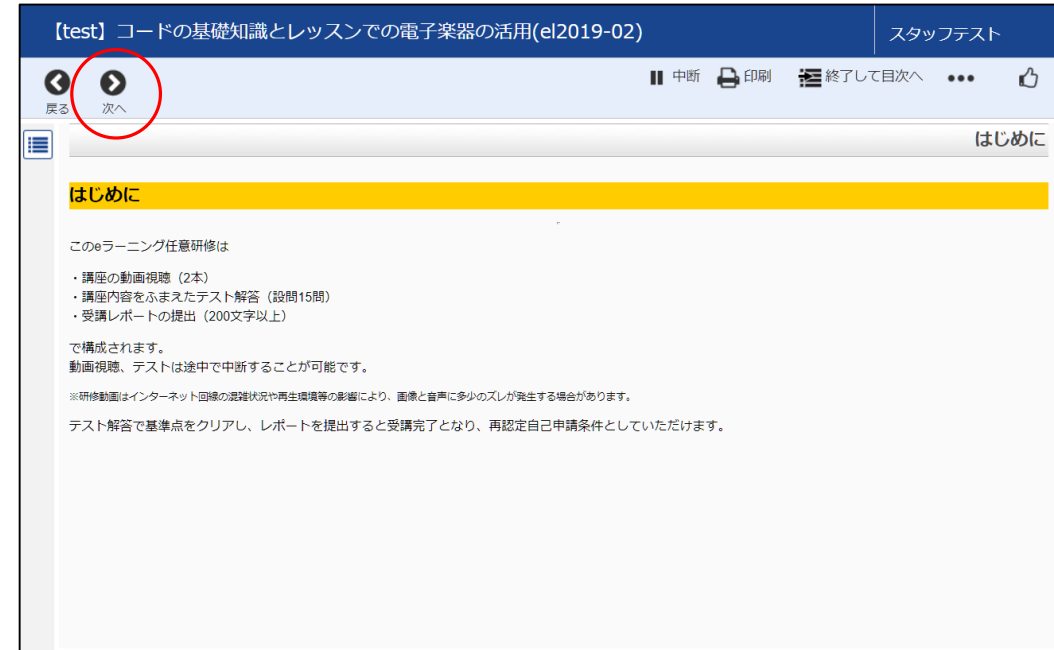 【test】コードの基礎知識とレッスンでの電子楽器の活用(el2019-02)
スタッフテスト
戻る
次へ
中断
印刷
終了して目次へ
はじめに
はじめに
このeラーニング任意研修は
・講座の動画視聴（2本）
・講座内容をふまえたテスト解答（設問15問）
・受講レポートの提出（200文字以上）
で構成されます。
動画視聴、テストは途中で中断することが可能です。
※研修動画はインターネット回線の混雑状況や再生環境等の影響により、画像と音声に多少のズレが発生する場合があります。
テスト解答で基準点をクリアし、レポートを提出すると受講完了となり、再認定自己申請条件としていただけます。